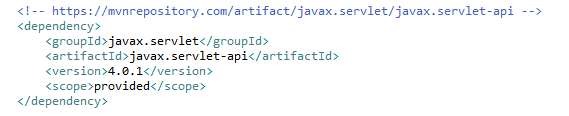 <!-- https://mvnrepository.com/artifact/javax.servlet/javax.servlet-api -->
<dependency>
    <groupId>javax.servlet</groupId>
    <artifactId>javax.servlet-api</artifactId>
    <version>4.0.1</version>
    <scope>provided</scope>
</dependency>